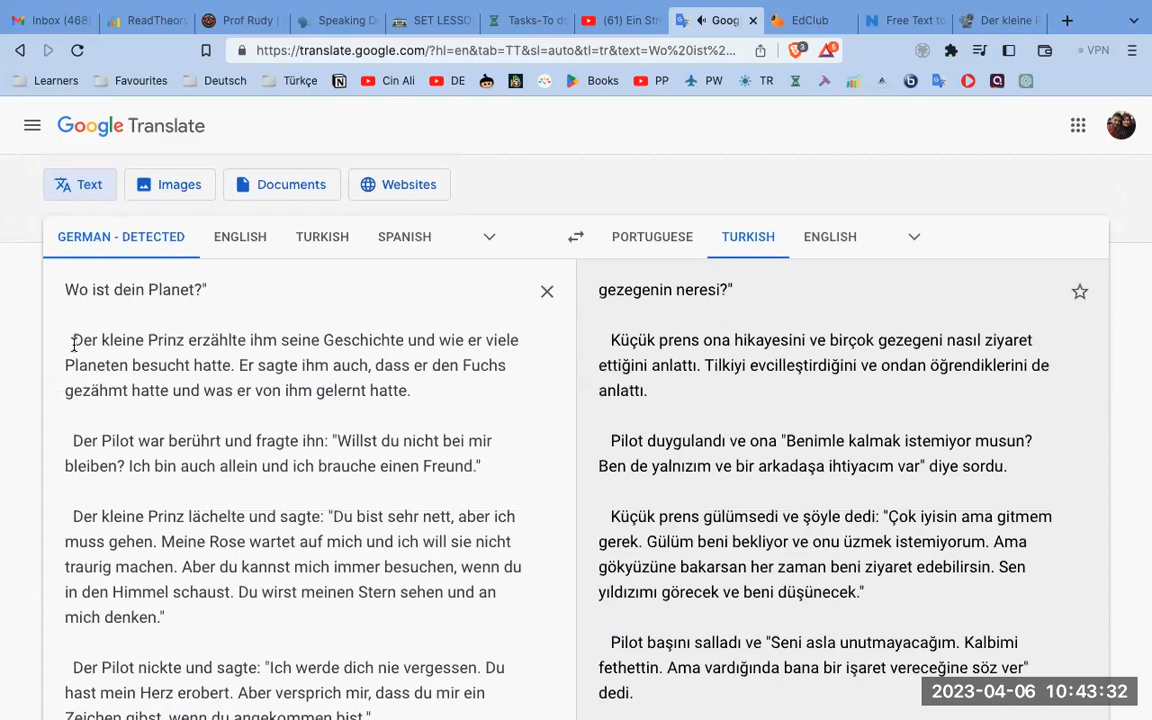 Inbox (468)
ReadTheory
Prof Rudy
Speaking D
SET LESSO
Tasks-To d
(61) Ein Str
Goog
EdClub
Free Text to
Der kleine P
https://translate.google.com/?hl=en&tab=TT&sl=auto&tl=tr&text=Wo%20ist%2...
VPN
Learners
Favourites
Deutsch
Türkçe
Cin Ali
DE
Books
PP
PW
TR
Google Translate
Text
Images
Documents
Websites
GERMAN - DETECTED
ENGLISH
TURKISH
SPANISH
PORTUGUESE
TURKISH
ENGLISH
Wo ist dein Planet?"
Der kleine Prinz erzählte ihm seine Geschichte und wie er viele
Planeten besucht hatte. Er sagte ihm auch, dass er den Fuchs
gezähmt hatte und was er von ihm gelernt hatte.
Der Pilot war berührt und fragte ihn: "Willst du nicht bei mir
bleiben? Ich bin auch allein und ich brauche einen Freund."
Der kleine Prinz lächelte und sagte: "Du bist sehr nett, aber ich
muss gehen. Meine Rose wartet auf mich und ich will sie nicht
traurig machen. Aber du kannst mich immer besuchen, wenn du
in den Himmel schaust. Du wirst meinen Stern sehen und an
mich denken."
Der Pilot nickte und sagte: "Ich werde dich nie vergessen. Du
hast mein Herz erobert. Aber versprich mir, dass du mir ein
Zeichen gibst, wenn du angekommen bist."
gezegenin neresi?"
Küçük prens ona hikayesini ve birçok gezegeni nasıl ziyaret
ettiğini anlattı. Tilkiyi evcilleştirdiğini ve ondan öğrendiklerini de
anlattı.
Pilot duygulandı ve ona "Benimle kalmak istemiyor musun?
Ben de yalnızım ve bir arkadaşa ihtiyacım var" diye sordu.
Küçük prens gülümsedi ve şöyle dedi: "Çok iyisin ama gitmem
gerek. Gülüm beni bekliyor ve onu üzmek istemiyorum. Ama
gökyüzüne bakarsan her zaman beni ziyaret edebilirsin. Sen
yıldızımı görecek ve beni düşünecek."
Pilot başını salladı ve "Seni asla unutmayacağım. Kalbimi
fethettin. Ama vardığında bana bir işaret vereceğine söz ver"
dedi.
2023-04-06 10:43:32